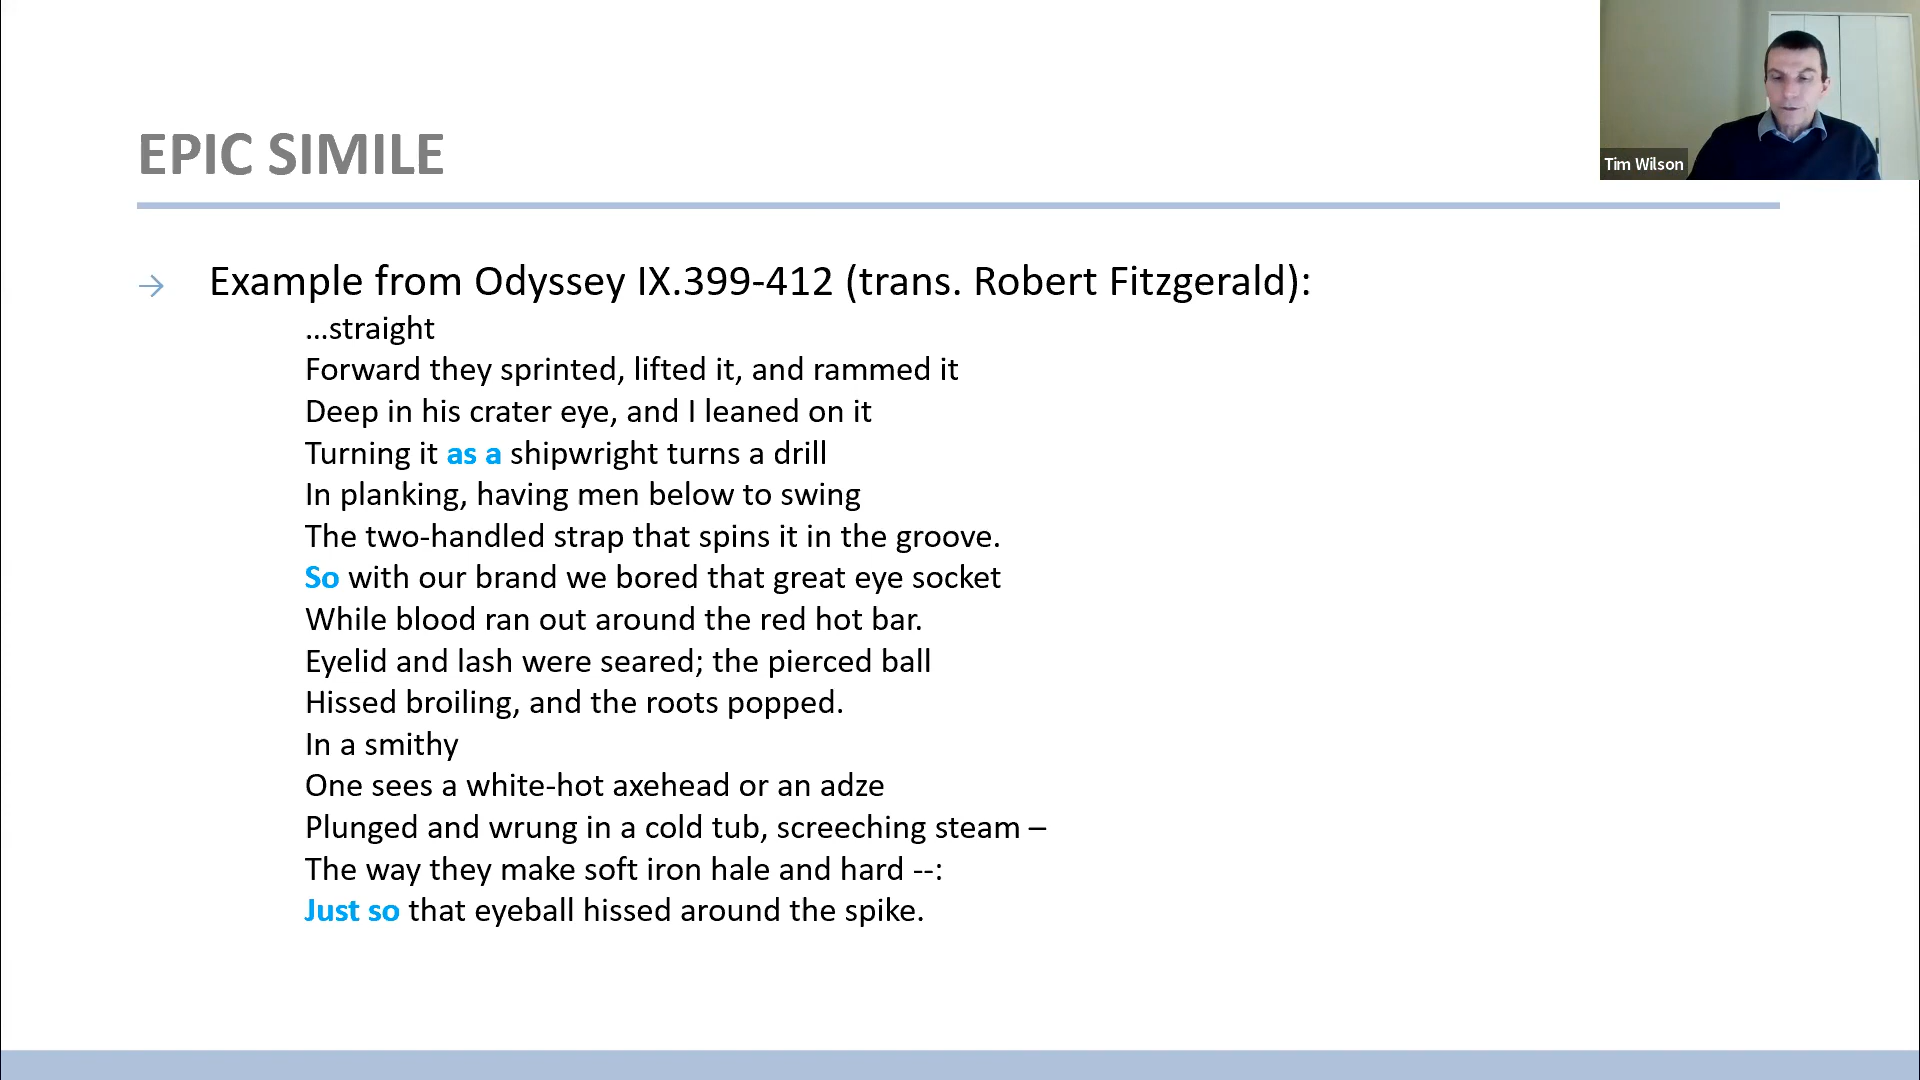 EPIC SIMILE
Tim Wilson
→ Example from Odyssey IX.399-412 (trans. Robert Fitzgerald):
...straight
Forward they sprinted, lifted it, and rammed it
Deep in his crater eye, and I leaned on it
Turning it as a shipwright turns a drill
In planking, having men below to swing
The two-handled strap that spins it in the groove.
So with our brand we bored that great eye socket
While blood ran out around the red hot bar.
Eyelid and lash were seared; the pierced ball
Hissed broiling, and the roots popped.
In a smithy
One sees a white-hot axehead or an adze
Plunged and wrung in a cold tub, screeching steam –
The way they make soft iron hale and hard --:
Just so that eyeball hissed around the spike.